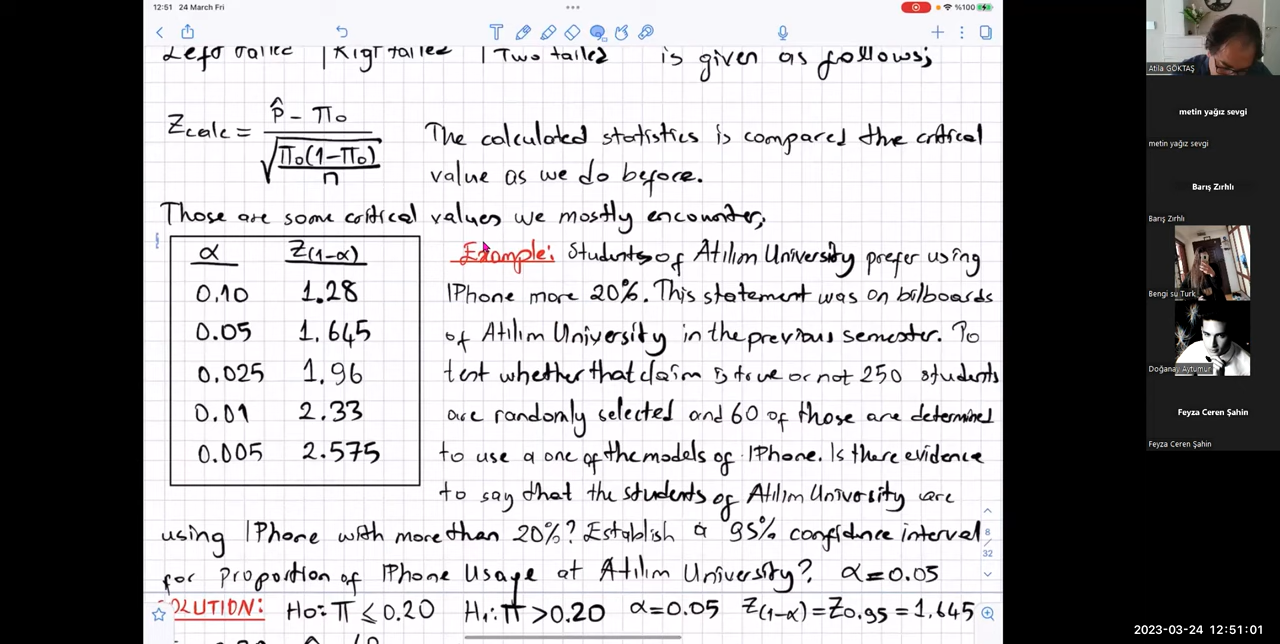 12:51 24 March Fri
%100
Left tailed | Rigt tailed | Two tailed is given as follows;
Zcalc = p̂ - π0 / √(π0(1-π0)/n)
The calculated statistics is compared the critical
value as we do before.
Those are some critical values we mostly encounter;
α Z(1-α)
0.10 1.28
0.05 1.645
0.025 1.96
0.01 2.33
0.005 2.575
Example: Students of Atılım University prefer using
IPhone more 20%. This statement was on bilboards
of Atılım University in the previous semester. To
test whether that claim is true or not 250 students
are randomly selected and 60 of those are determined
to use a one of the models of IPhone. Is there evidence
to say that the students of Atılım University are
using IPhone with more than 20%? Establish a 95% confidence interval
for Proportion of IPhone Usage at Atılım University? α=0.05
SOLUTION: H0: π ≤ 0.20 H1: π > 0.20 α=0.05 Z(1-α)=Z0.95=1.645
8
/
32
Atila GÖKTAŞ
metin yağız sevgi
metin yağız sevgi
Barış Zırhlı
Barış Zırhlı
Bengi su Turk
Doğanay Aytumur
Feyza Ceren Şahin
Feyza Ceren Şahin
2023-03-24 12:51:01